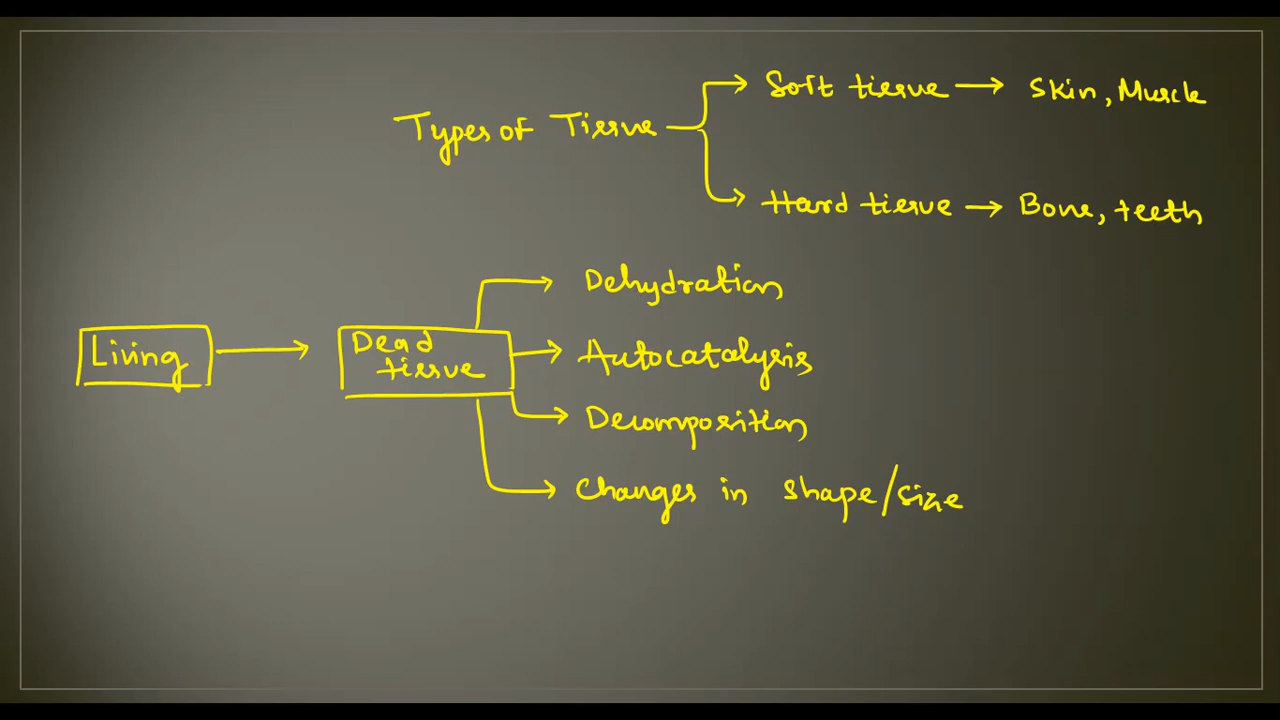 Types of Tissue
Soft tissue → Skin, Muscle
Hard tissue → Bone, teeth
Living → Dead tissue
Dehydration
Autocatalysis
Decomposition
Changes in shape/size